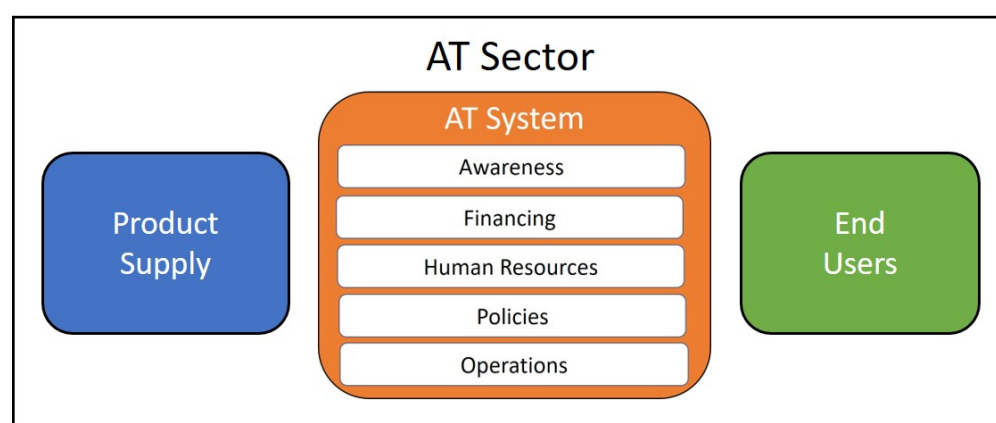 AT Sector
AT System
Awareness
Financing
Human Resources
Policies
Operations
Product
Supply
End
Users